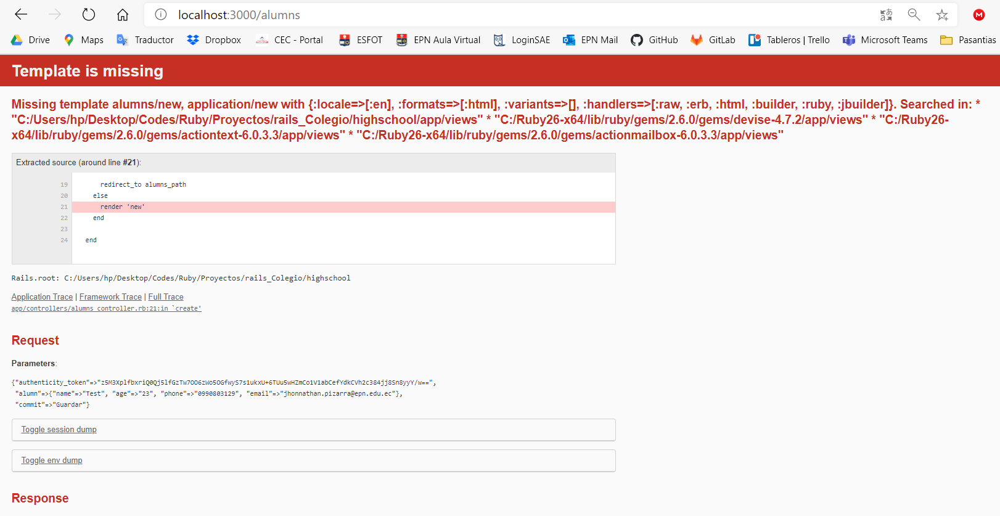 localhost:3000/alumns
Drive Maps Traductor Dropbox CEC - Portal ESFOT EPN Aula Virtual LoginSAE EPN Mail GitHub GitLab Tableros | Trello Microsoft Teams Pasantias
Template is missing
Missing template alumns/new, application/new with {:locale=>[:en], :formats=>[:html], :variants=>[], :handlers=>[:raw, :erb, :html, :builder, :ruby, :jbuilder]}. Searched in: *
"C:/Users/hp/Desktop/Codes/Ruby/Proyectos/rails_Colegio/highschool/app/views" * "C:/Ruby26-x64/lib/ruby/gems/2.6.0/gems/devise-4.7.2/app/views" * "C:/Ruby26-
x64/lib/ruby/gems/2.6.0/gems/actiontext-6.0.3.3/app/views" * "C:/Ruby26-x64/lib/ruby/gems/2.6.0/gems/actionmailbox-6.0.3.3/app/views"
Extracted source (around line #21):
19 redirect_to alumns_path
20 else
21 render 'new'
22 end
23
24 end
Rails.root: C:/Users/hp/Desktop/Codes/Ruby/Proyectos/rails_Colegio/highschool
Application Trace | Framework Trace | Full Trace
app/controllers/alumns_controller.rb:21:in `create'
Request
Parameters:
{"authenticity_token"=>"z5M3XplfbxriQ0Qj5lfGzTw7OO6zWo5OGfwyS7s1ukxU+6TUu5wHZmCo1V1abCefYdkCVh2c384jj8Sn8yyY/w==",
"alumn"=>{"name"=>"Test", "age"=>"23", "phone"=>"0990803129", "email"=>"jhonnathan.pizarra@epn.edu.ec"},
"commit"=>"Guardar"}
Toggle session dump
Toggle env dump
Response